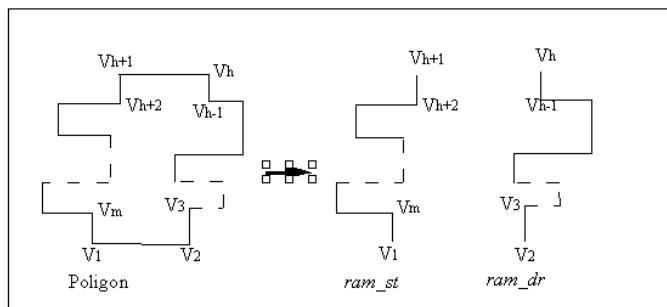 Vh+1
Vh
Vh+2
Vh-1
Vm
V3
V1
V2
Poligon
Vh+1
Vh+2
Vm
V1
ram_st
Vh
Vh-1
V3
V2
ram_dr